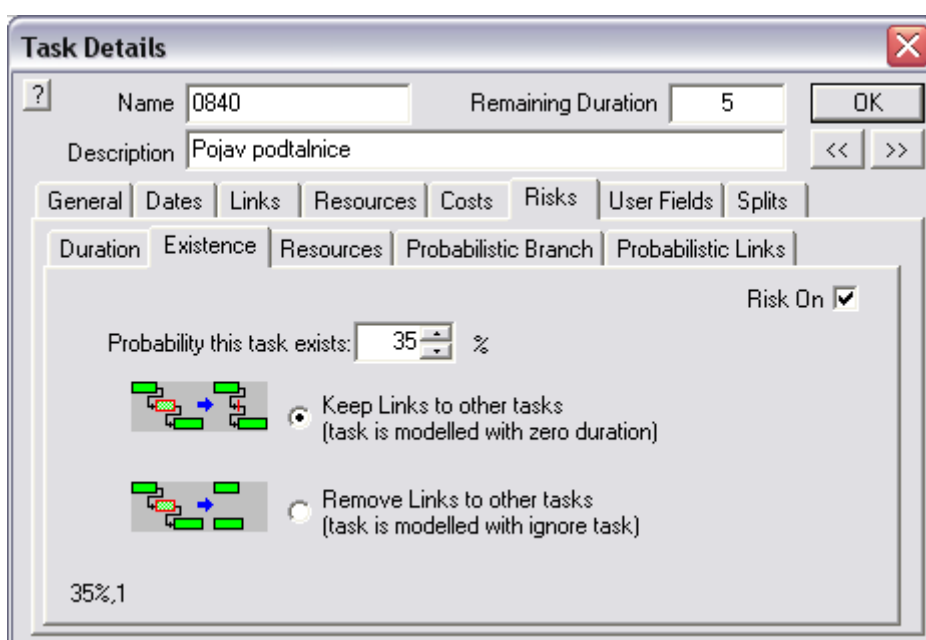 Task Details
?
Name 0840 Remaining Duration 5 OK
Description Pojav podtalnice << >>
General Dates Links Resources Costs Risks User Fields Splits
Duration Existence Resources Probabilistic Branch Probabilistic Links
Risk On
Probability this task exists: 35 %
Keep Links to other tasks
(task is modelled with zero duration)
Remove Links to other tasks
(task is modelled with ignore task)
35%,1